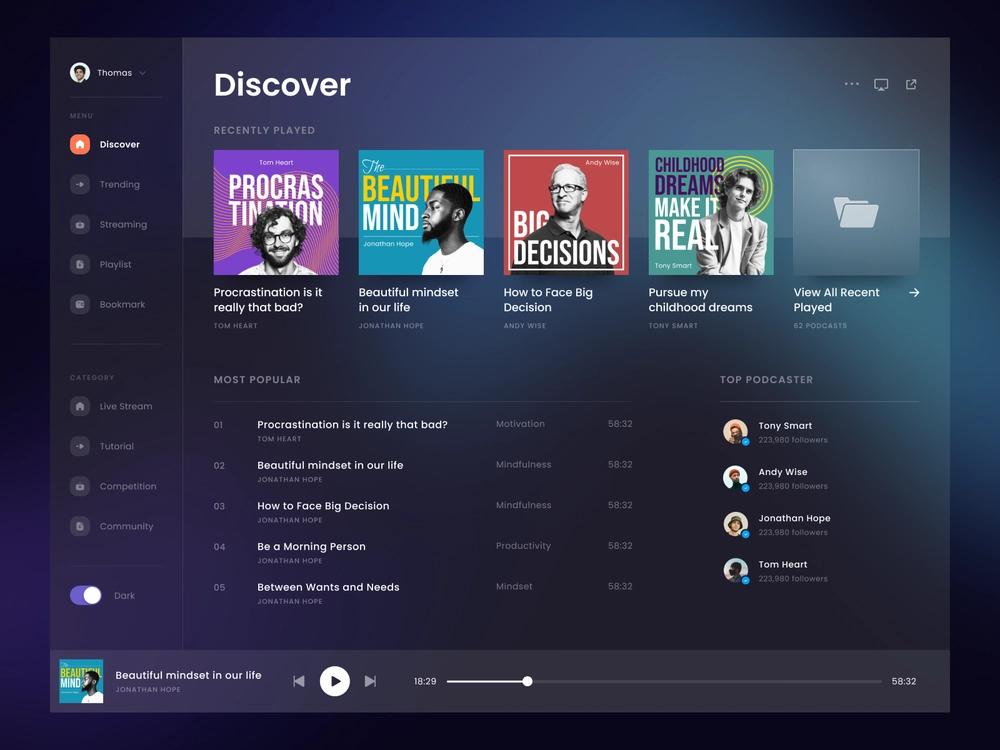 Thomas
MENU
Discover
Trending
Streaming
Playlist
Bookmark
CATEGORY
Live Stream
Tutorial
Competition
Community
Dark
Discover
RECENTLY PLAYED
Tom Heart
PROCRAS
TINATION
Procrastination is it
really that bad?
TOM HEART
The
BEAUTIFUL
MIND
Jonathan Hope
Beautiful mindset
in our life
JONATHAN HOPE
Andy Wise
BIG
DECISIONS
How to Face Big
Decision
ANDY WISE
CHILDHOOD
DREAMS
MAKE IT
REAL
Tony Smart
Pursue my
childhood dreams
TONY SMART
View All Recent
Played
62 PODCASTS
MOST POPULAR
01 Procrastination is it really that bad? Motivation 58:32
TOM HEART
02 Beautiful mindset in our life Mindfulness 58:32
JONATHAN HOPE
03 How to Face Big Decision Mindfulness 58:32
JONATHAN HOPE
04 Be a Morning Person Productivity 58:32
JONATHAN HOPE
05 Between Wants and Needs Mindset 58:32
JONATHAN HOPE
TOP PODCASTER
Tony Smart
223,980 followers
Andy Wise
223,980 followers
Jonathan Hope
223,980 followers
Tom Heart
223,980 followers
The
BEAUTIFUL
MIND
Beautiful mindset in our life
JONATHAN HOPE
18:29
58:32